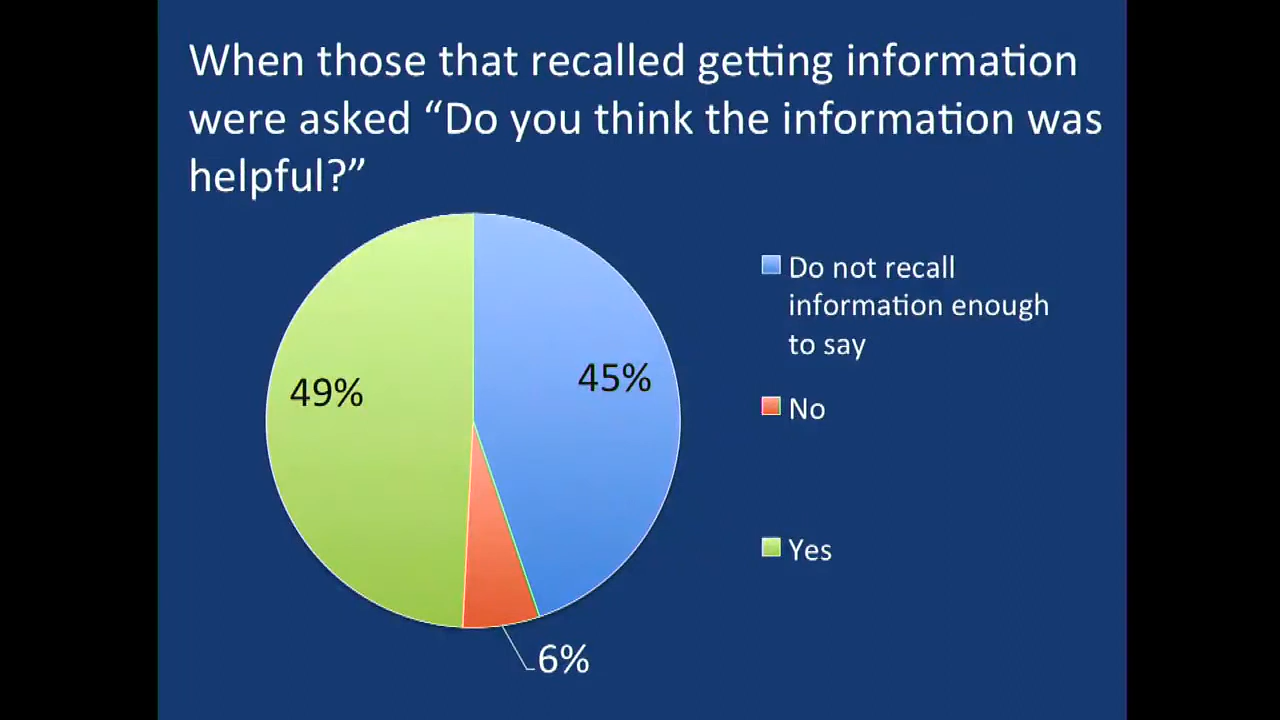 When those that recalled getting information
were asked “Do you think the information was
helpful?”
Do not recall
information enough
to say
49%
45%
No
Yes
6%